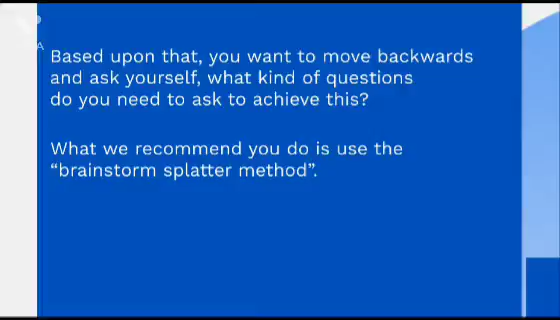 A
Based upon that, you want to move backwards
and ask yourself, what kind of questions
do you need to ask to achieve this?
What we recommend you do is use the
“brainstorm splatter method”.